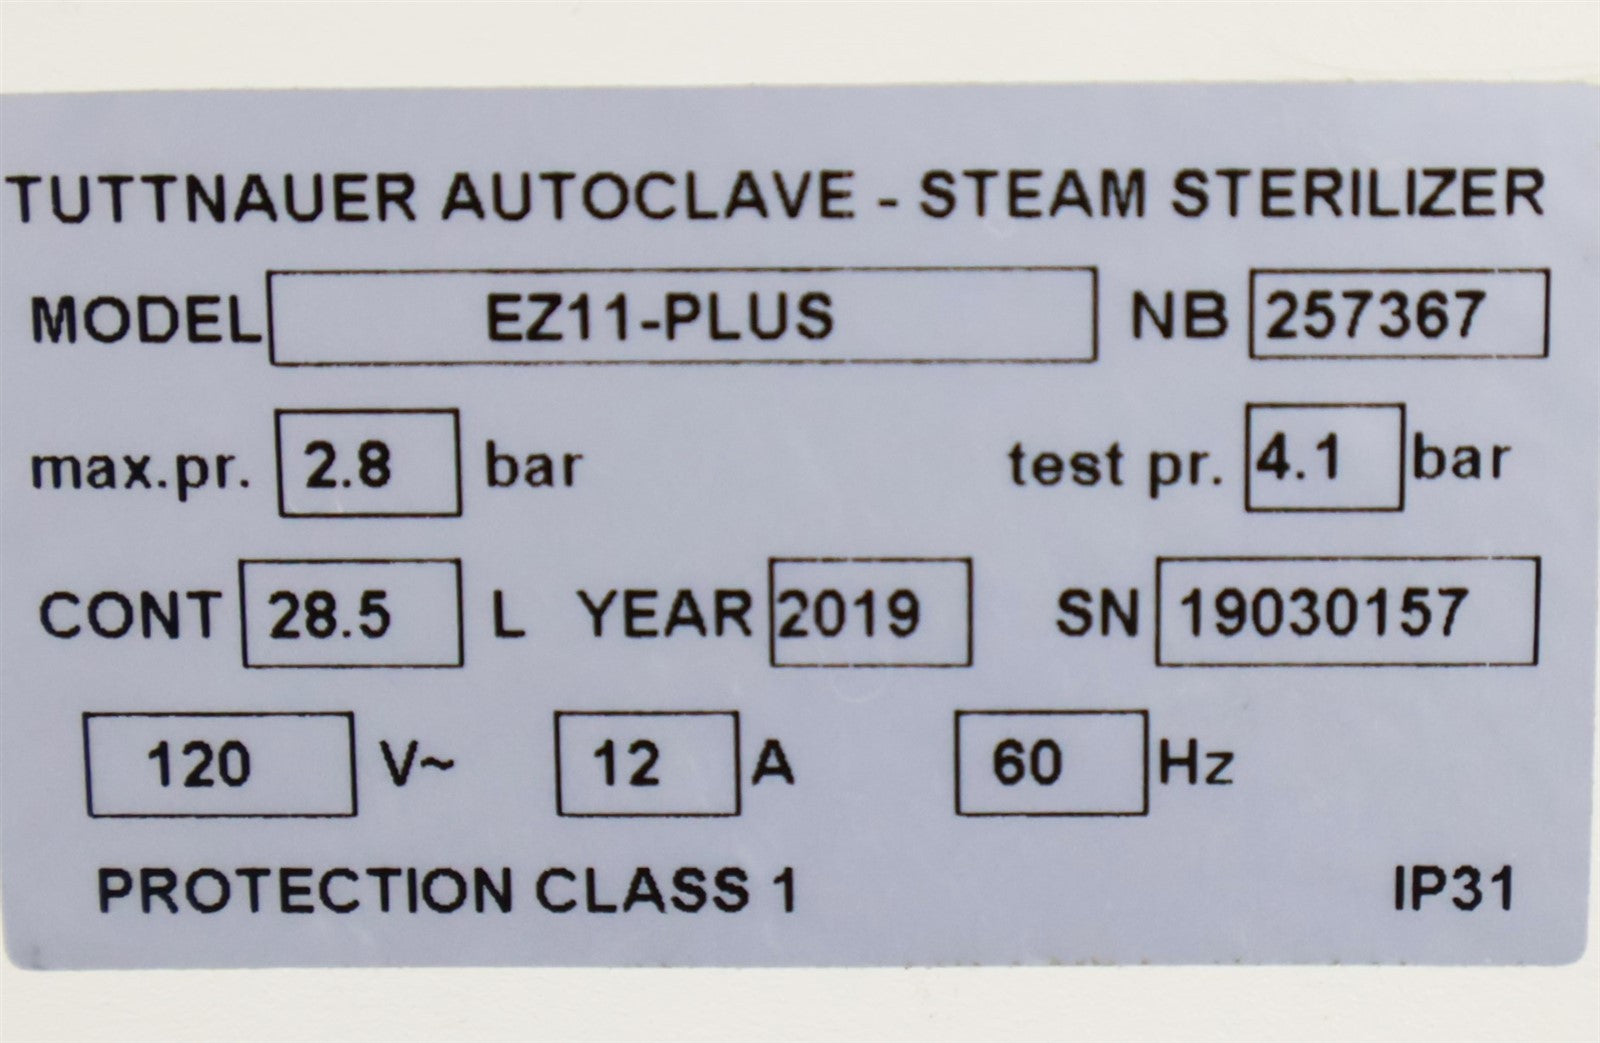 TUTTNAUER AUTOCLAVE - STEAM STERILIZER
MODEL EZ11-PLUS NB 257367
max.pr. 2.8 bar test pr. 4.1 bar
CONT 28.5 L YEAR 2019 SN 19030157
120 V~ 12 A 60 Hz
PROTECTION CLASS 1 IP31